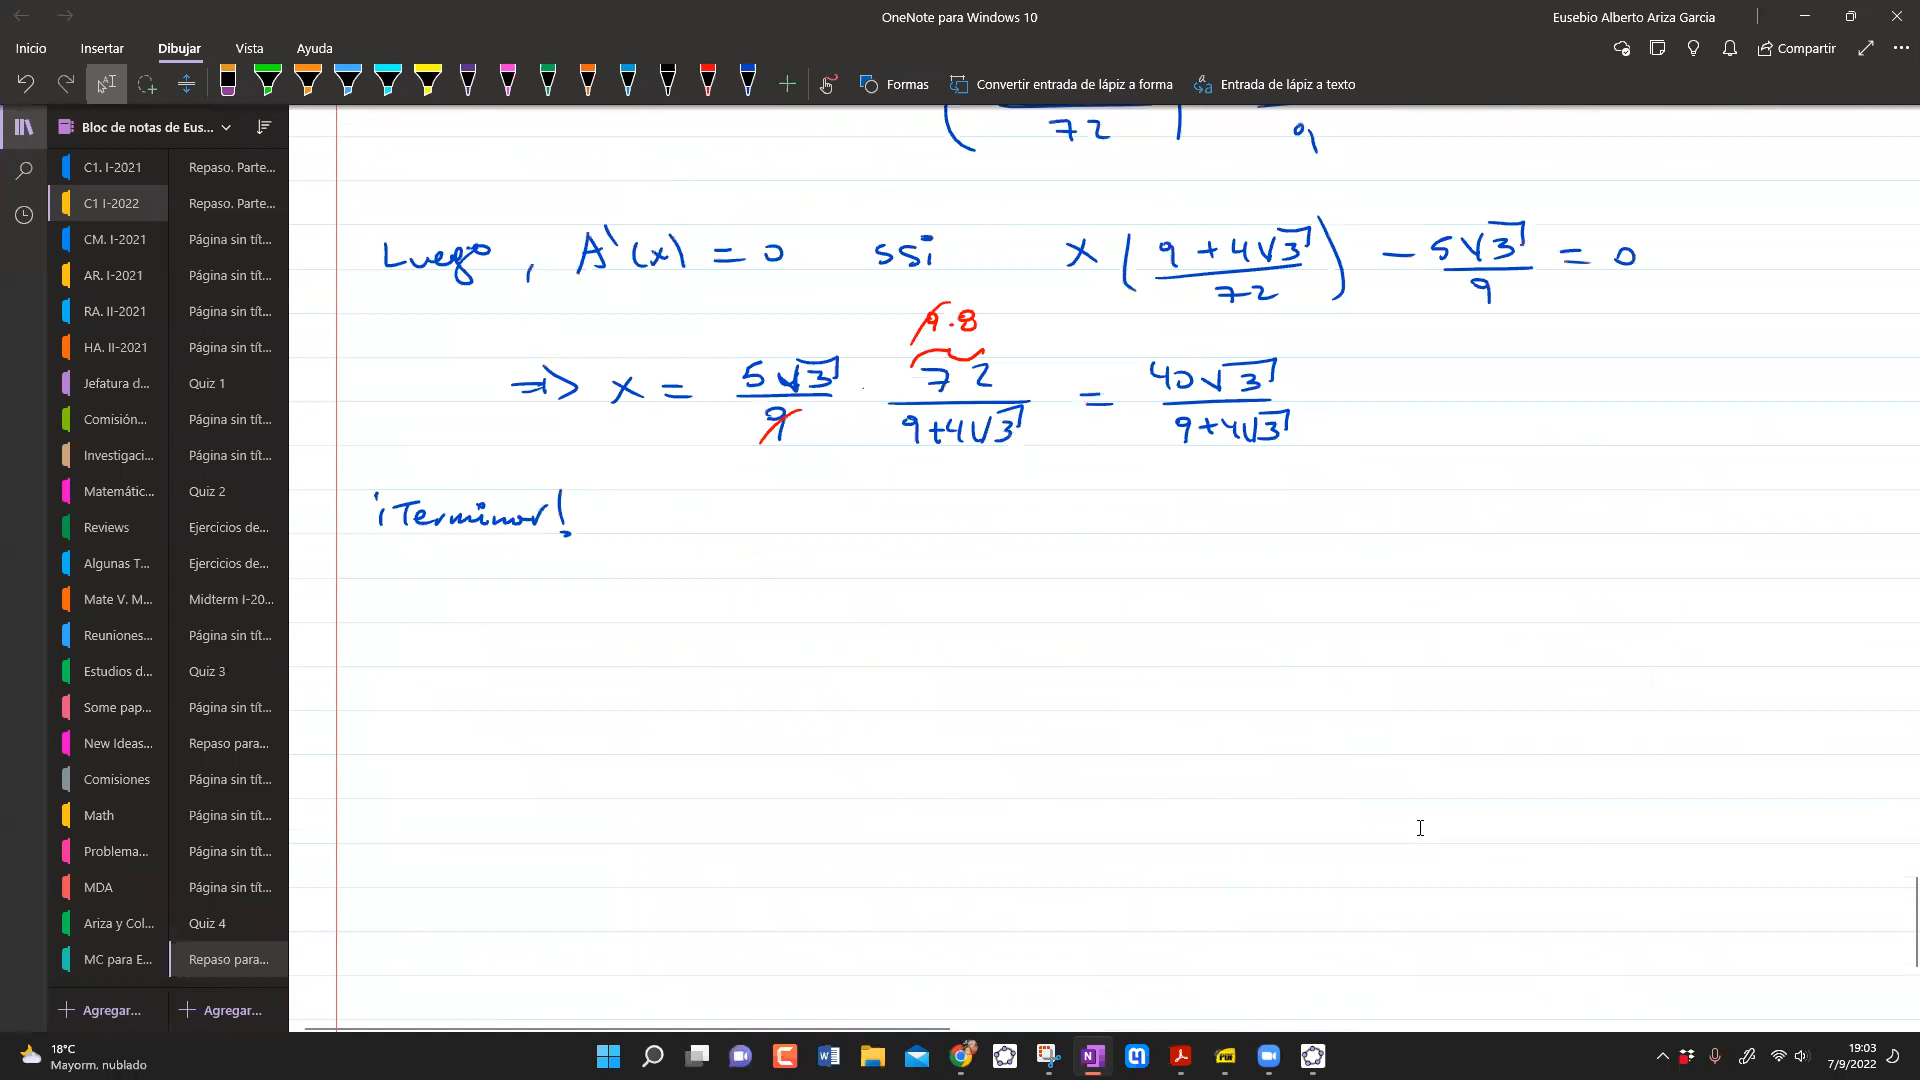 OneNote para Windows 10
Eusebio Alberto Ariza Garcia
Inicio Insertar Dibujar Vista Ayuda
Compartir
Formas Convertir entrada de lápiz a forma Entrada de lápiz a texto
Bloc de notas de Eus...
C1. I-2021 Repaso. Parte...
C1 I-2022 Repaso. Parte...
CM. I-2021 Página sin tít...
AR. I-2021 Página sin tít...
RA. II-2021 Página sin tít...
HA. II-2021 Página sin tít...
Jefatura d... Quiz 1
Comisión... Página sin tít...
Investigaci... Página sin tít...
Matemátic... Quiz 2
Reviews Ejercicios de...
Algunas T... Ejercicios de...
Mate V. M... Midterm I-20...
Reuniones... Página sin tít...
Estudios d... Quiz 3
Some pap... Página sin tít...
New Ideas... Repaso para...
Comisiones Página sin tít...
Math Página sin tít...
Problema... Página sin tít...
MDA Página sin tít...
Ariza y Col... Quiz 4
MC para E... Repaso para...
Agregar... Agregar...
72 9
Luego, A'(x) = 0 ssi x ( (9 + 4√3)/72 ) - 5√3/9 = 0
9.8
=> x = 5√3/9 · 72/(9+4√3) = 40√3/(9+4√3)
¡Terminar!
18°C
Mayorm. nublado
19:03
7/9/2022